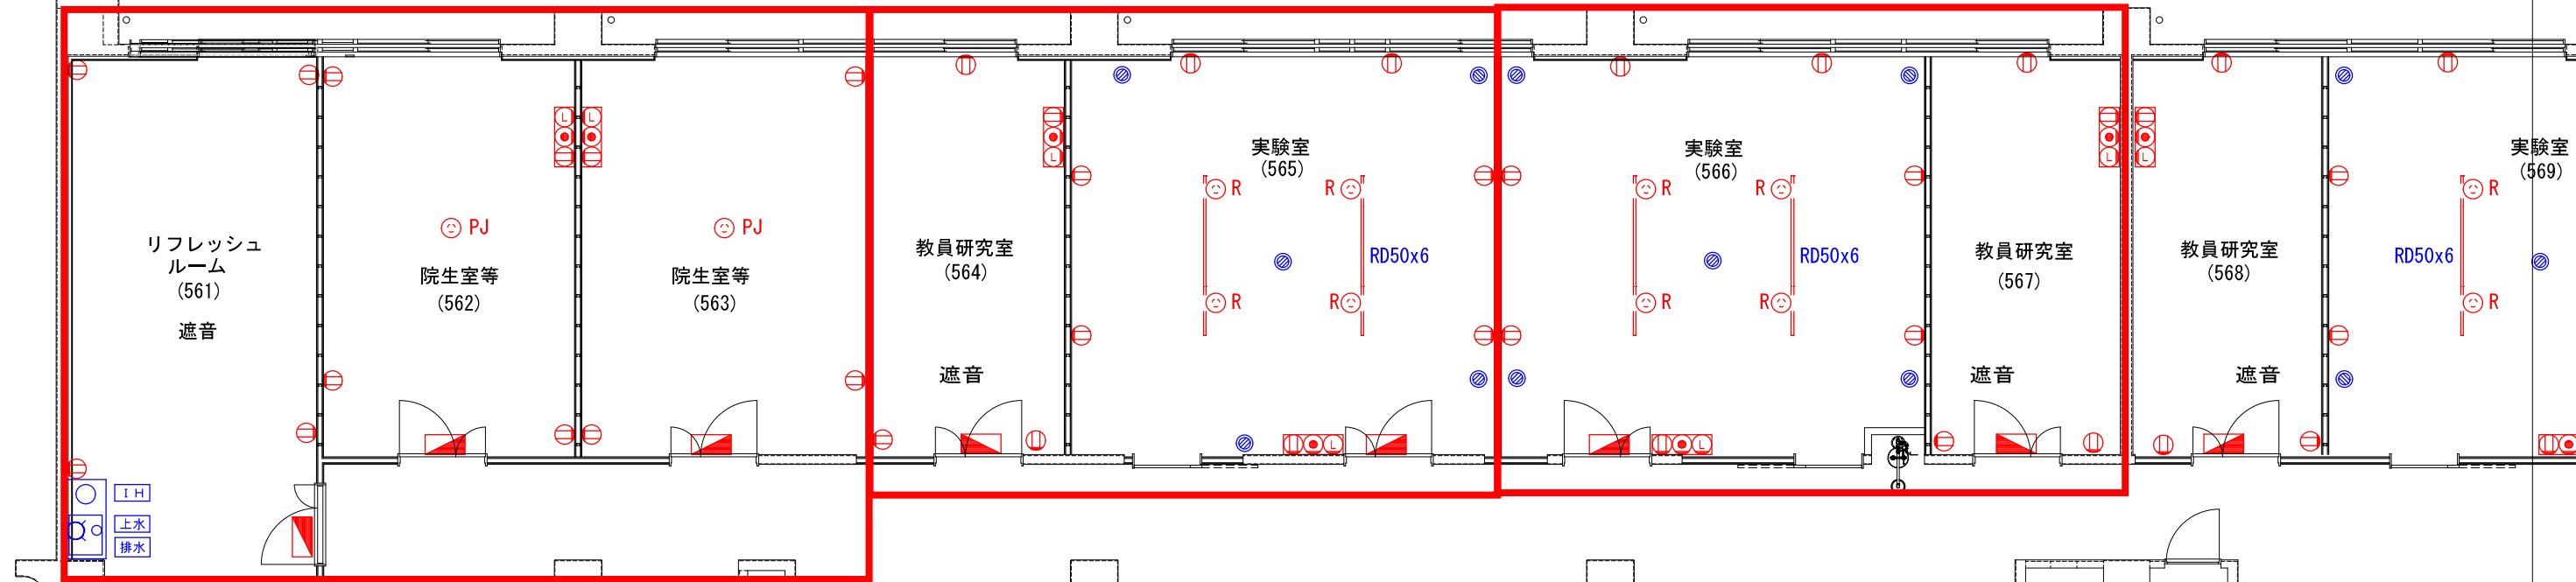 リフレッシュ
ルーム
(561)
遮音
IH
上水
排水
PJ
院生室等
(562)
PJ
院生室等
(563)
L
L
教員研究室
(564)
遮音
L
実験室
(565)
R
R
R
R
RD50x6
L
実験室
(566)
R
R
R
R
RD50x6
L
教員研究室
(567)
遮音
L
L
教員研究室
(568)
遮音
実験室
(569)
RD50x6
R
R